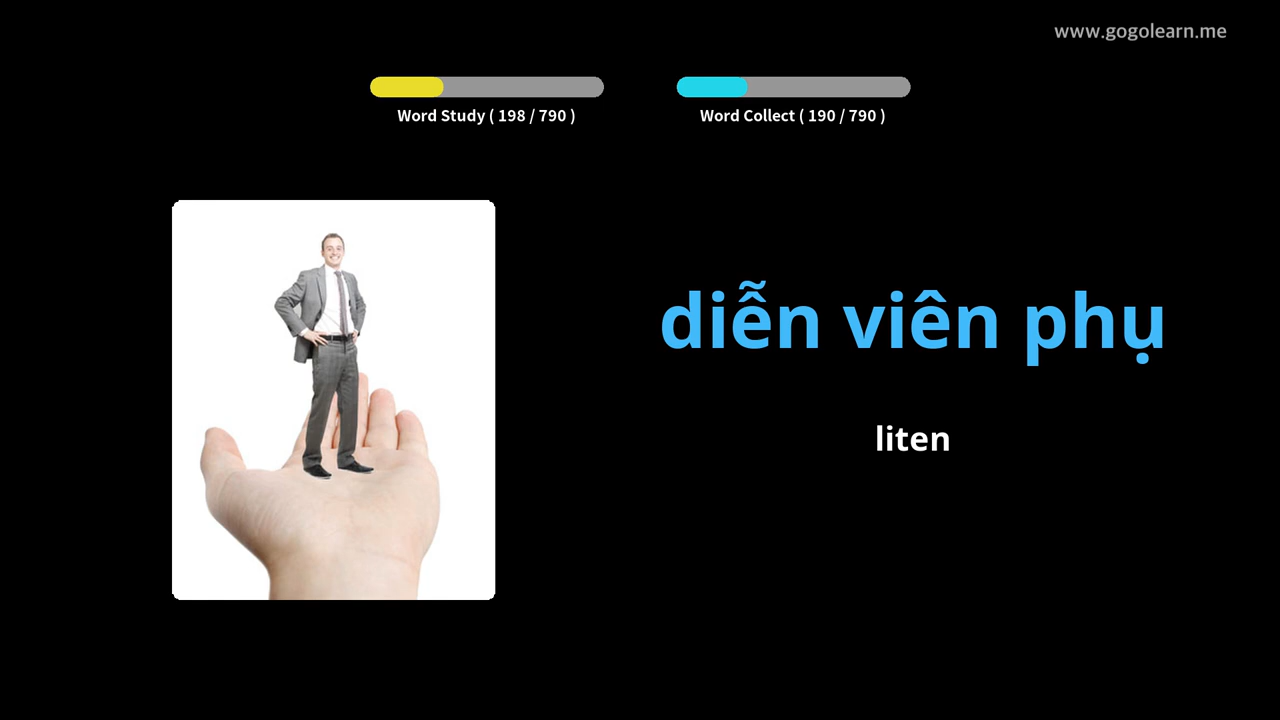 www.gogolearn.me
Word Study ( 198 / 790 )
Word Collect ( 190 / 790 )
diễn viên phụ
liten